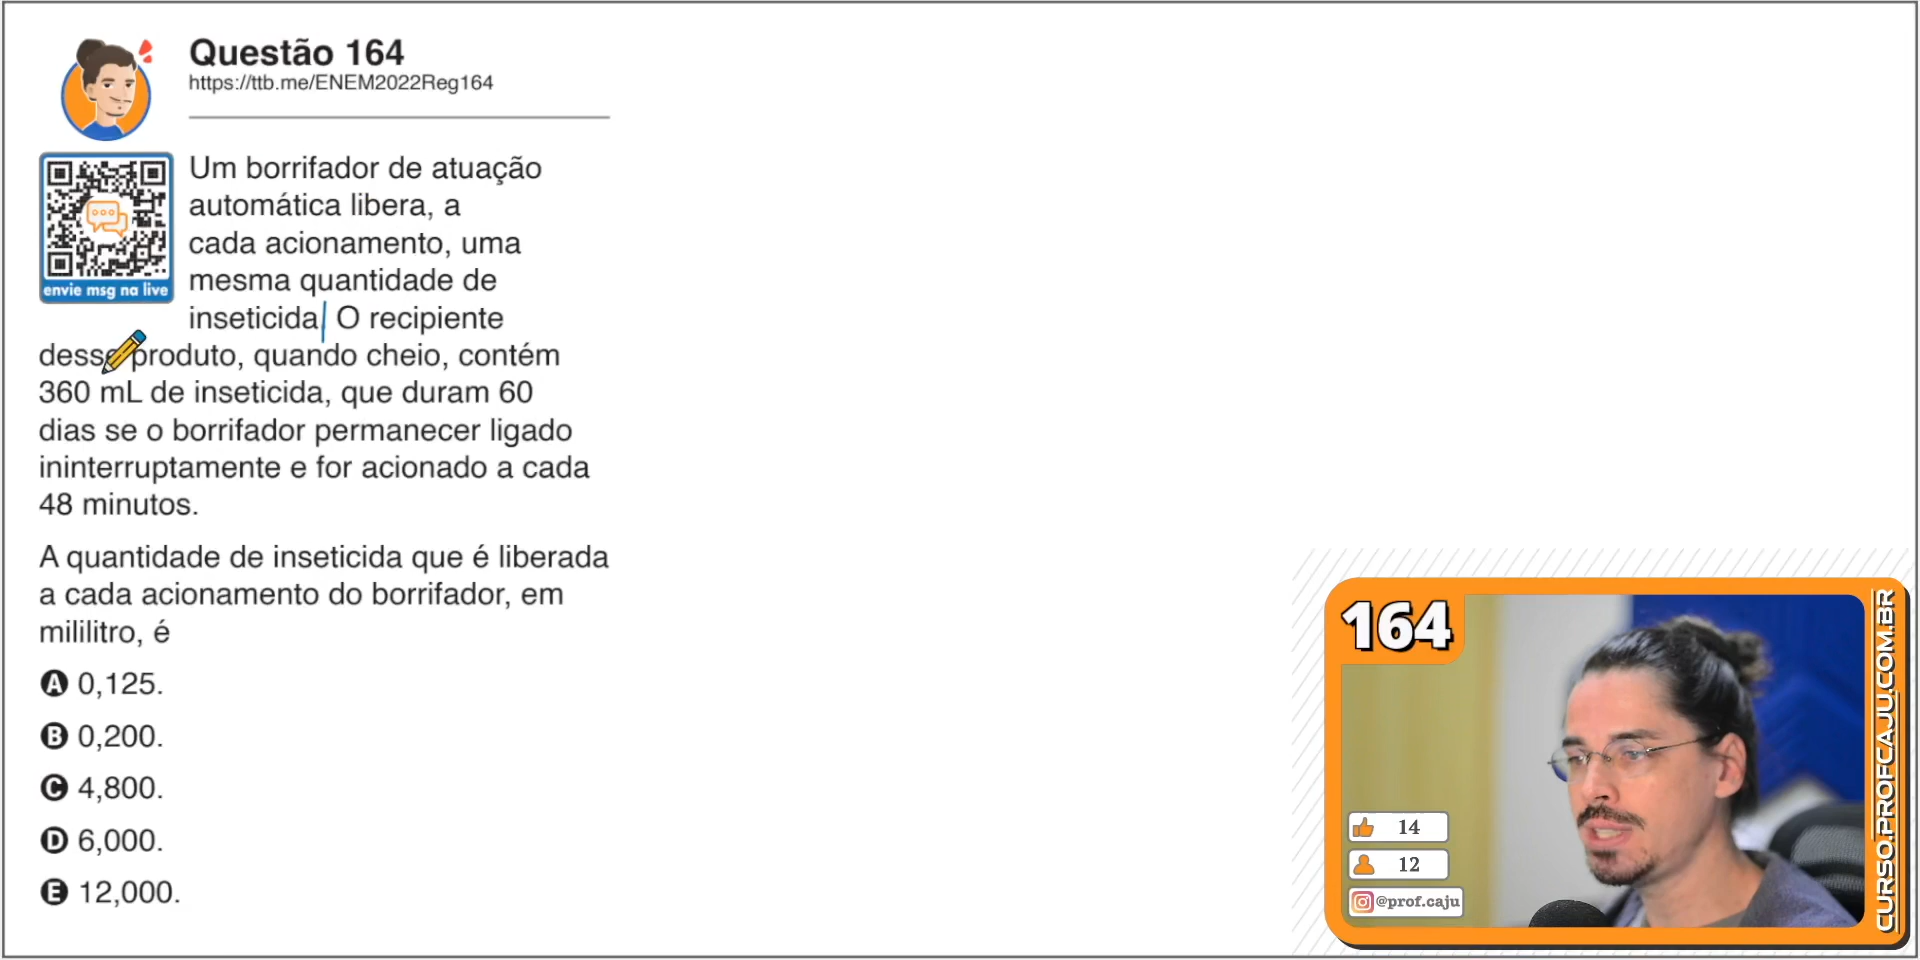 Questão 164
https://ttb.me/ENEM2022Reg164
envie msg na live
Um borrifador de atuação
automática libera, a
cada acionamento, uma
mesma quantidade de
inseticida. O recipiente
desse produto, quando cheio, contém
360 mL de inseticida, que duram 60
dias se o borrifador permanecer ligado
ininterruptamente e for acionado a cada
48 minutos.
A quantidade de inseticida que é liberada
a cada acionamento do borrifador, em
mililitro, é
A 0,125.
B 0,200.
C 4,800.
D 6,000.
E 12,000.
164
14
12
@prof.caju
CURSO.PROFCAJU.COM.BR